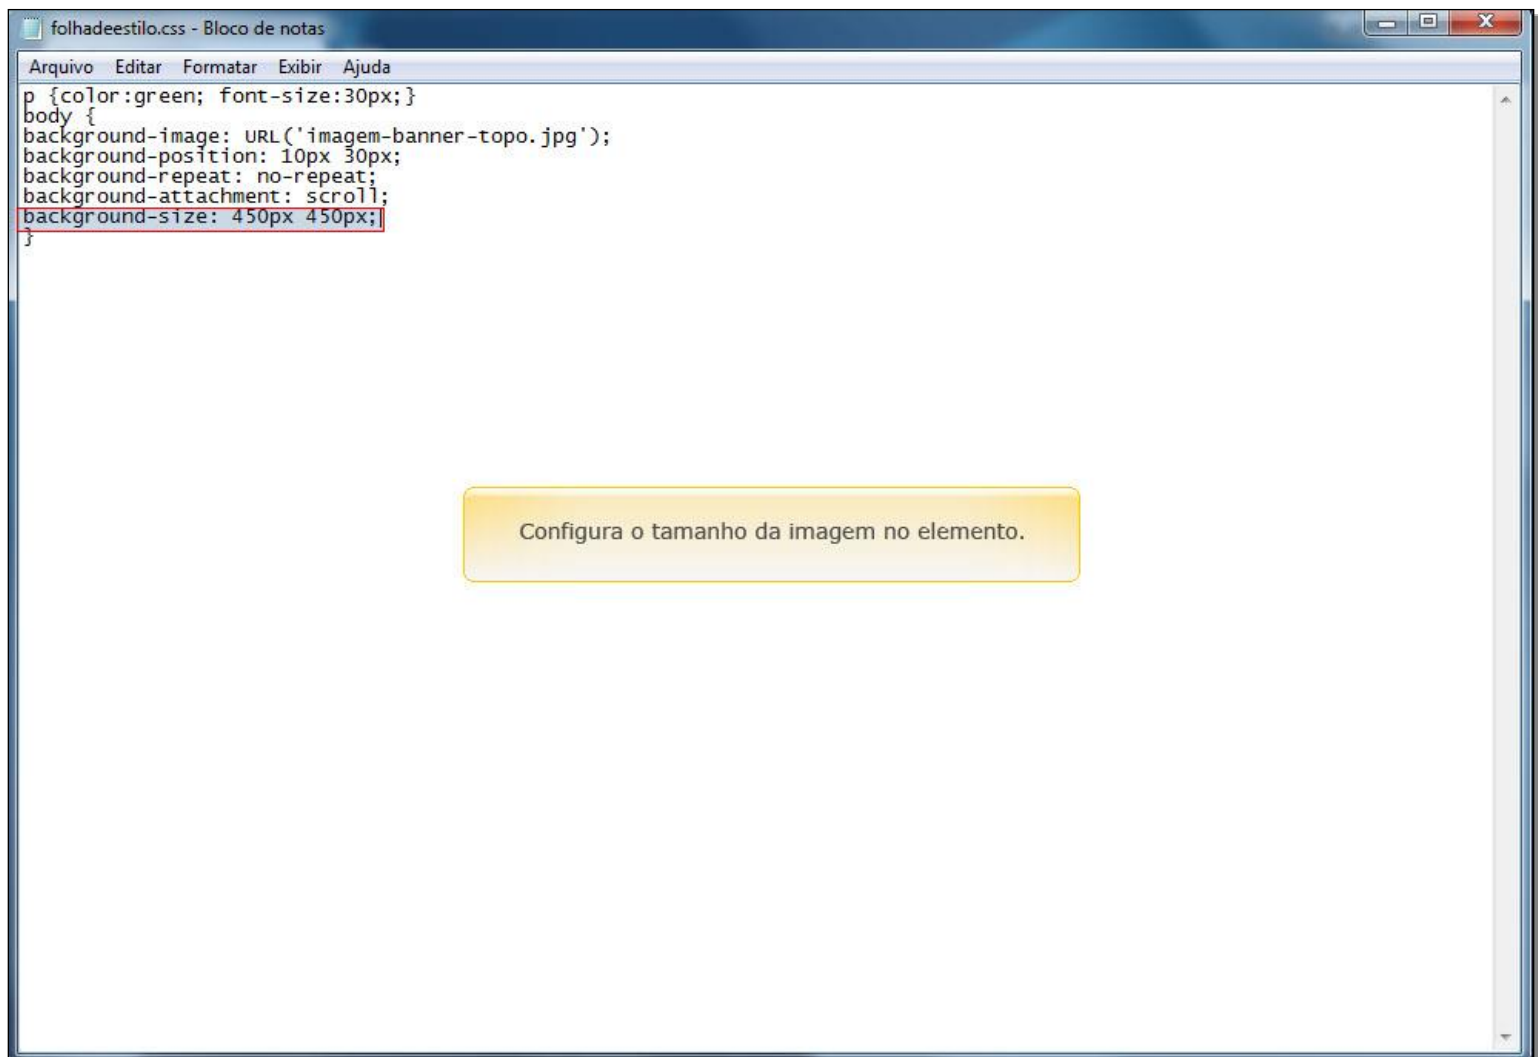 folhadeestilo.css - Bloco de notas
Arquivo Editar Formatar Exibir Ajuda
p {color:green; font-size:30px;}
body {
background-image: URL('imagem-banner-topo.jpg');
background-position: 10px 30px;
background-repeat: no-repeat;
background-attachment: scroll;
background-size: 450px 450px;
}
Configura o tamanho da imagem no elemento.